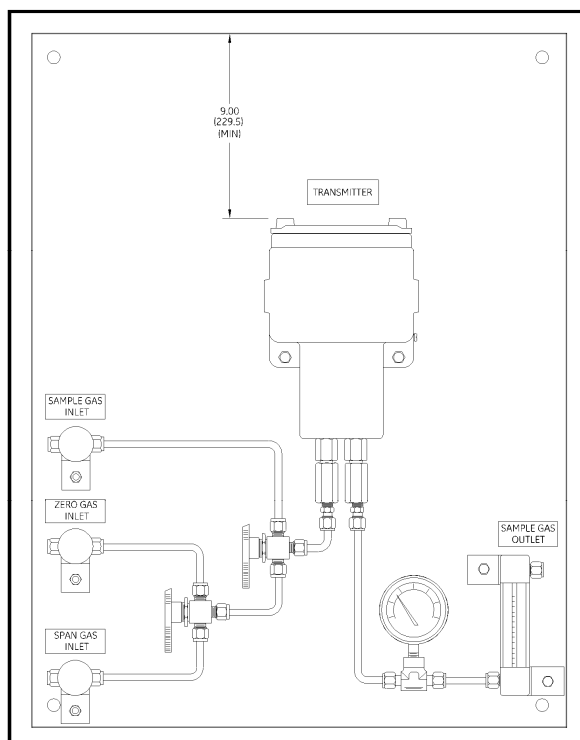 9.00
(229.5)
(MIN)
TRANSMITTER
SAMPLE GAS
INLET
ZERO GAS
INLET
SAMPLE GAS
OUTLET
SPAN GAS
INLET